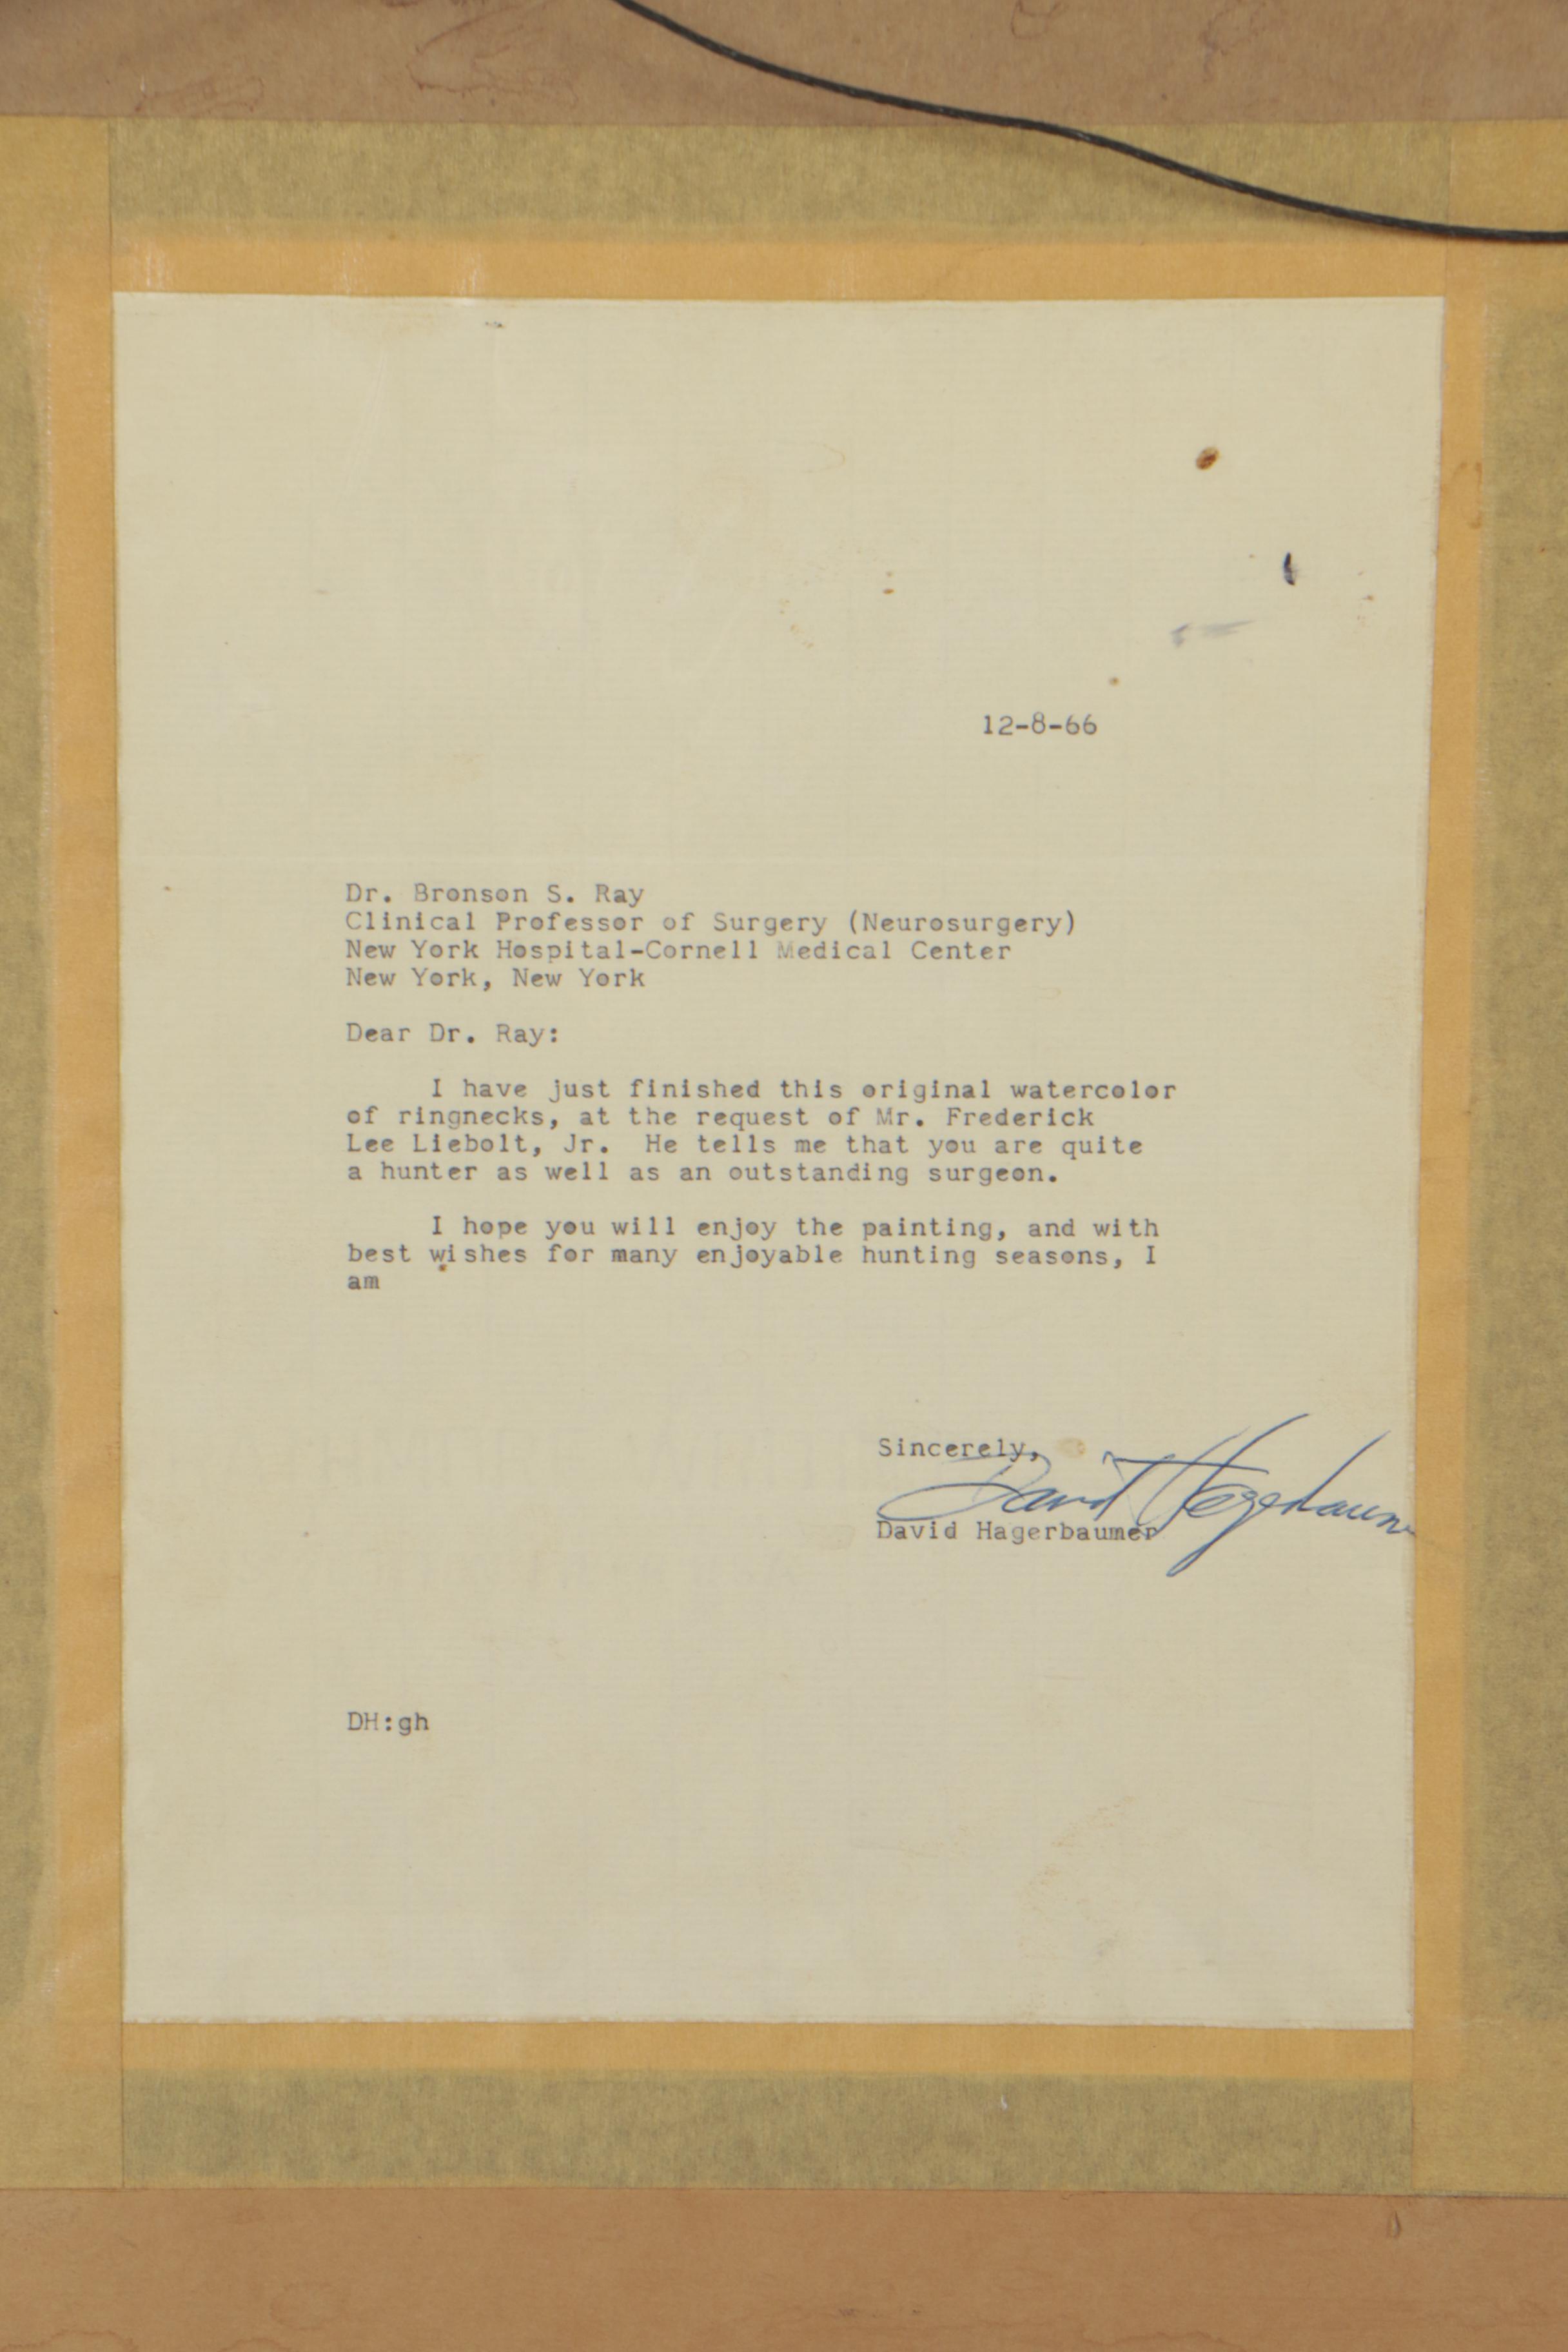 12-8-66
Dr. Bronson S. Ray
Clinical Professor of Surgery (Neurosurgery)
New York Hospital-Cornell Medical Center
New York, New York
Dear Dr. Ray:
I have just finished this original watercolor
of ringnecks, at the request of Mr. Frederick
Lee Liebolt, Jr.  He tells me that you are quite
a hunter as well as an outstanding surgeon.
I hope you will enjoy the painting, and with
best wishes for many enjoyable hunting seasons, I
am
Sincerely,
David Hagerbaumer
David Hagerbaumer
DH:gh